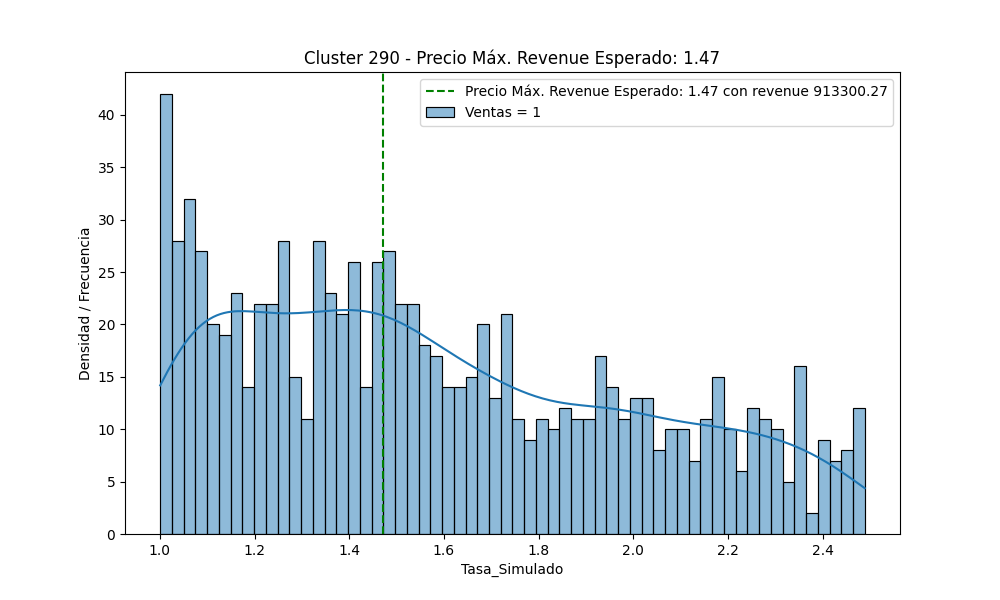 Cluster 290 - Precio Máx. Revenue Esperado: 1.47
Precio Máx. Revenue Esperado: 1.47 con revenue 913300.27
Ventas = 1
Densidad / Frecuencia
40
35
30
25
20
15
10
5
0
1.0 1.2 1.4 1.6 1.8 2.0 2.2 2.4
Tasa_Simulado